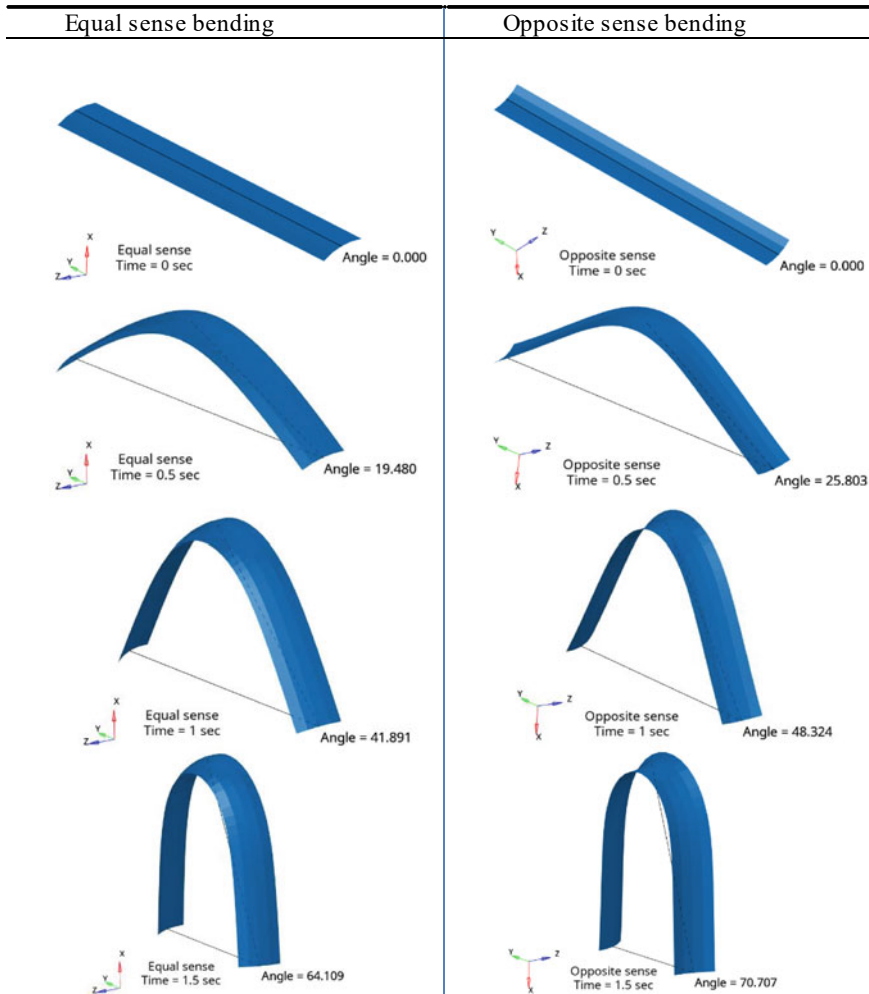 Equal sense bending
Opposite sense bending
X
Y
Z
Equal sense
Time = 0 sec
Angle = 0.000
Y
Z
X
Opposite sense
Time = 0 sec
Angle = 0.000
X
Y
Z
Equal sense
Time = 0.5 sec
Angle = 19.480
Y
Z
X
Opposite sense
Time = 0.5 sec
Angle = 25.803
X
Y
Z
Equal sense
Time = 1 sec
Angle = 41.891
Y
Z
X
Opposite sense
Time = 1 sec
Angle = 48.324
X
Y
Z
Equal sense
Time = 1.5 sec
Angle = 64.109
Y
Z
X
Opposite sense
Time = 1.5 sec
Angle = 70.707